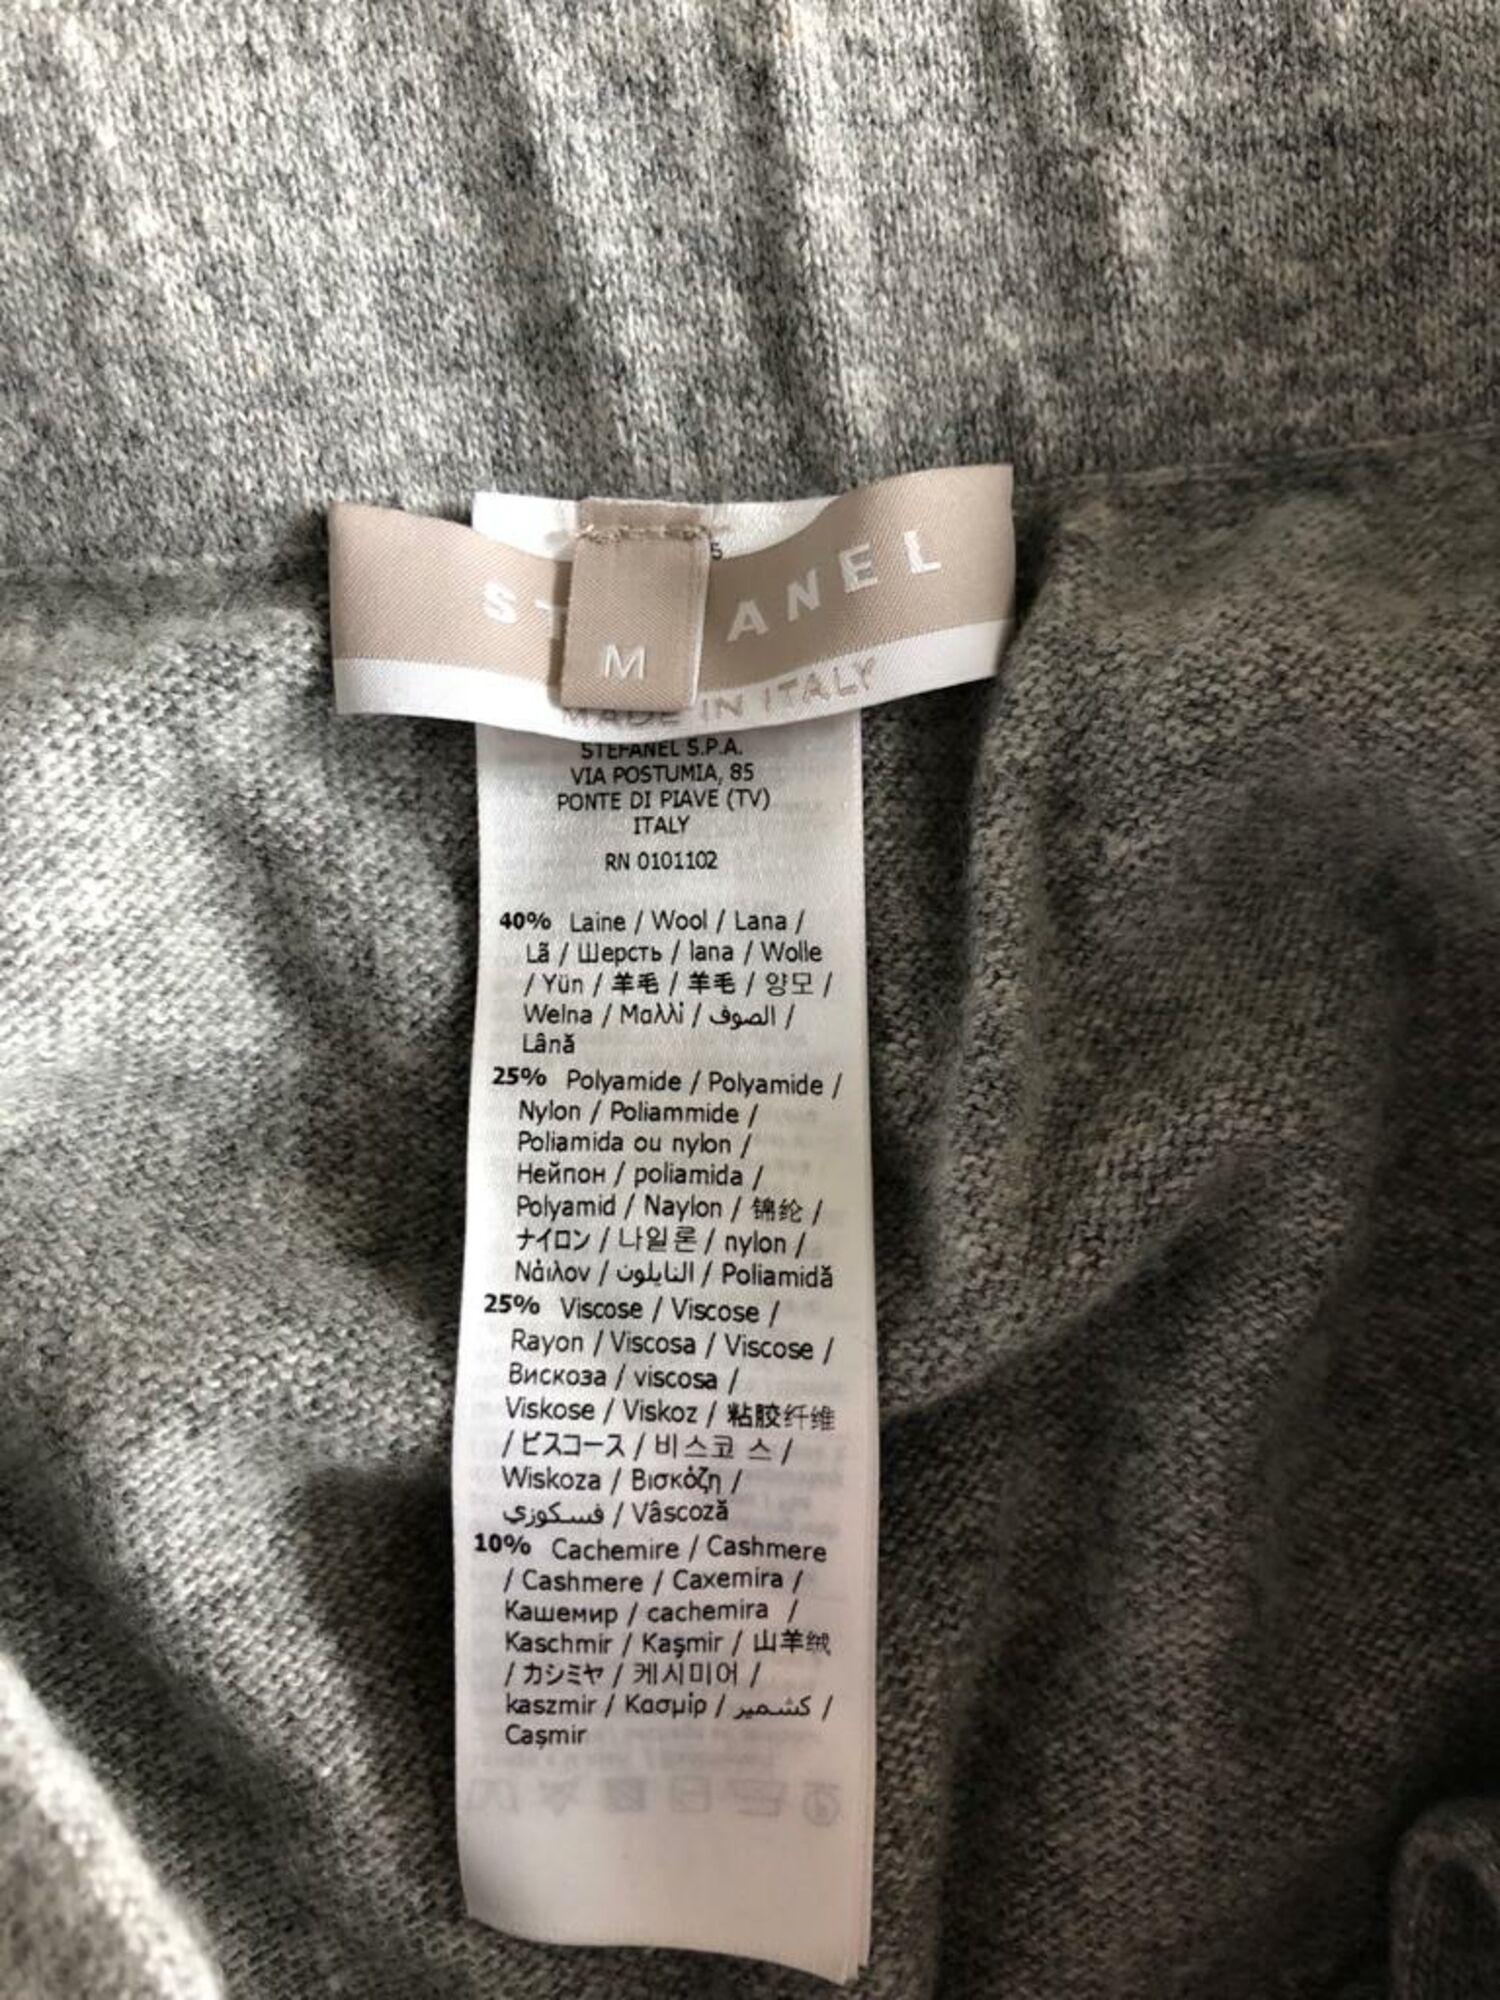 ST ANEL
M
MADE IN ITALY
STEFANEL S.P.A.
VIA POSTUMIA, 85
PONTE DI PIAVE (TV)
ITALY
RN 0101102
40% Laine / Wool / Lana /
Lã / Шерсть / lana / Wolle
/ Yün / 羊毛 / 羊毛 / 양모 /
Welna / Μαλλί / الصوف /
Lână
25% Polyamide / Polyamide /
Nylon / Poliammide /
Poliamida ou nylon /
Нейпон / poliamida /
Polyamid / Naylon / 锦纶 /
ナイロン / 나일론 / nylon /
Νάιλον / النايلون / Poliamidă
25% Viscose / Viscose /
Rayon / Viscosa / Viscose /
Вискоза / viscosa /
Viskose / Viskoz / 粘胶纤维
/ ビスコース / 비스코 스 /
Wiskoza / Βισκόζη /
فسكوزي / Vâscoză
10% Cachemire / Cashmere
/ Cashmere / Caxemira /
Кашемир / cachemira /
Kaschmir / Kaşmir / 山羊绒
/ カシミヤ / 케시미어 /
kaszmir / Κασμίρ / كشمير /
Caşmir